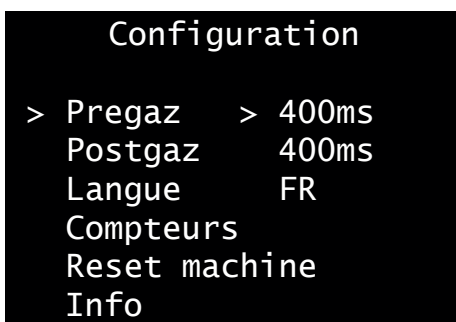 Configuration
> Pregaz > 400ms
Postgaz 400ms
Langue FR
Compteurs
Reset machine
Info